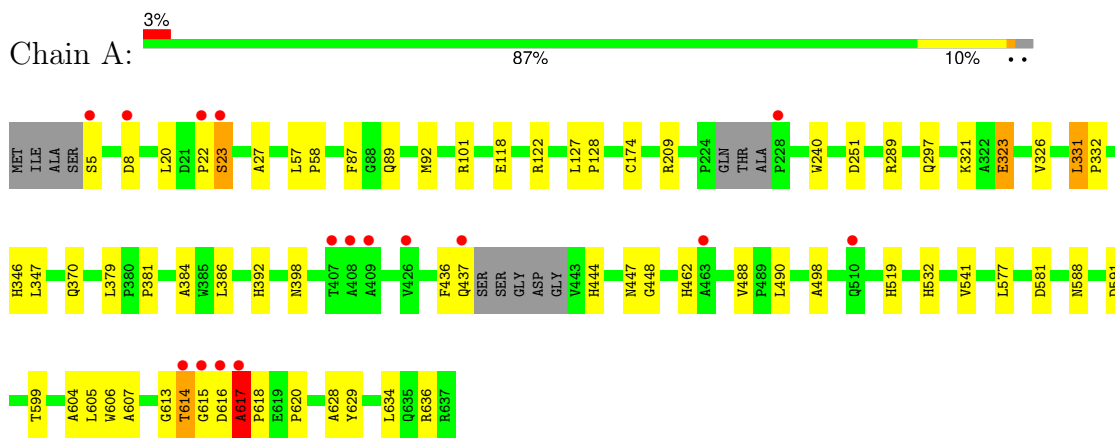 3%
Chain A:
87% 10% • •
MET ILE ALA SER S5 D8 L20 D21 P22 S23 A27 L57 P58 F87 G88 Q89 M92 R101 E118 R122 L127 P128 C174 R209 P224 GLN THR ALA P228 W240 D251 R289 Q297 K321 A322 E323 V326 L331 P332
H346 L347 Q370 L379 P380 P381 A384 W385 L386 H392 N398 T407 A408 A409 V426 F436 Q437 SER SER GLY ASP GLY V443 H444 N447 G448 H462 A463 V488 P489 L490 A498 Q510 H519 H532 V541 L577 D581 N588 D591
T599 A604 L605 W606 A607 G613 T614 G615 D616 A617 P618 E619 P620 A628 Y629 L634 Q635 R636 R637